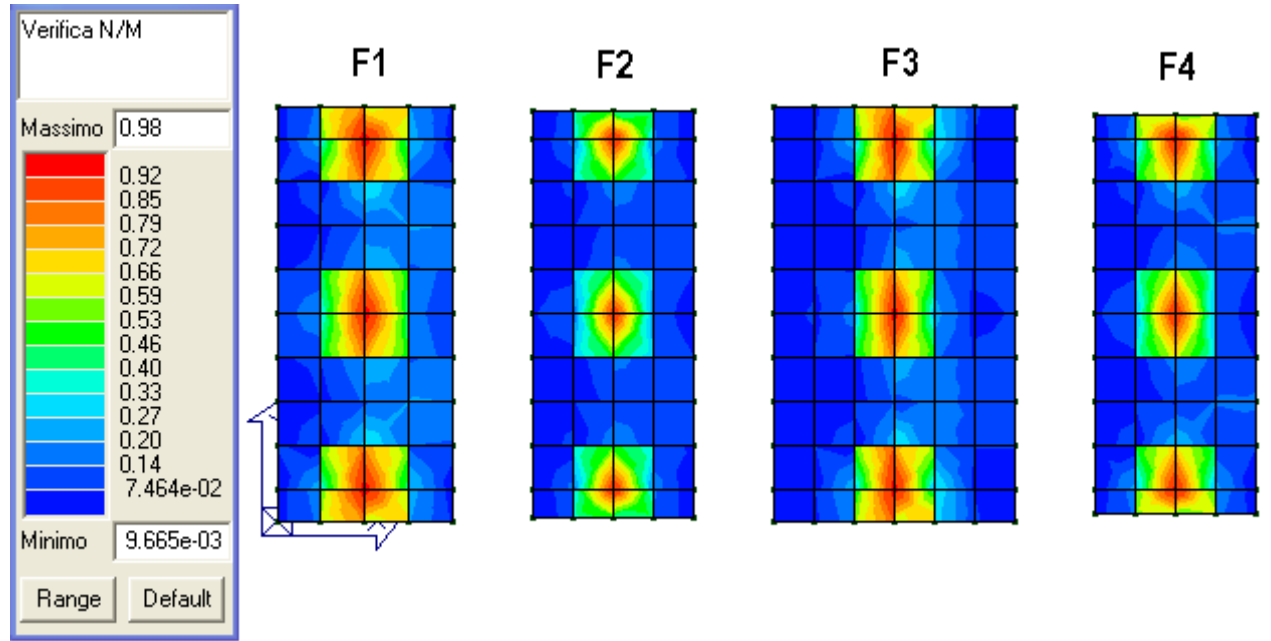 Verifica N/M
F1
F2
F3
F4
Massimo 0.98
0.92
0.85
0.79
0.72
0.66
0.59
0.53
0.46
0.40
0.33
0.27
0.20
0.14
7.464e-02
Minimo 9.665e-03
Range Default